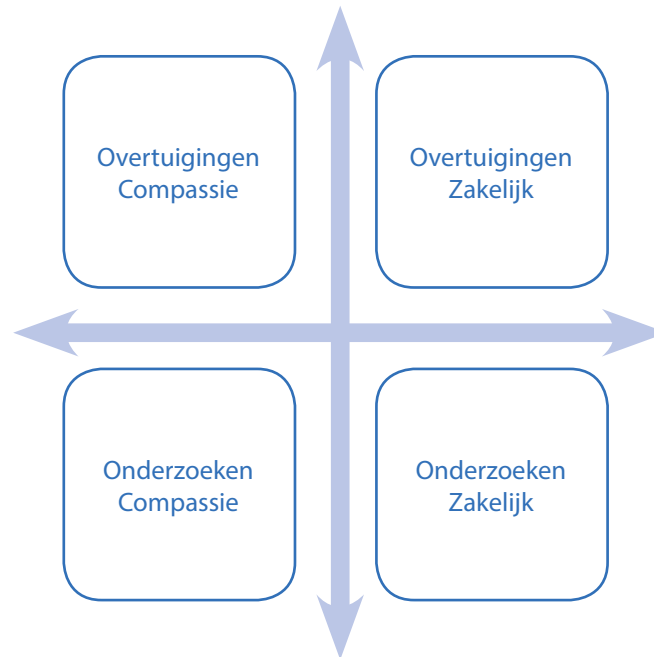 Overtuigingen
Compassie
Overtuigingen
Zakelijk
Onderzoeken
Compassie
Onderzoeken
Zakelijk